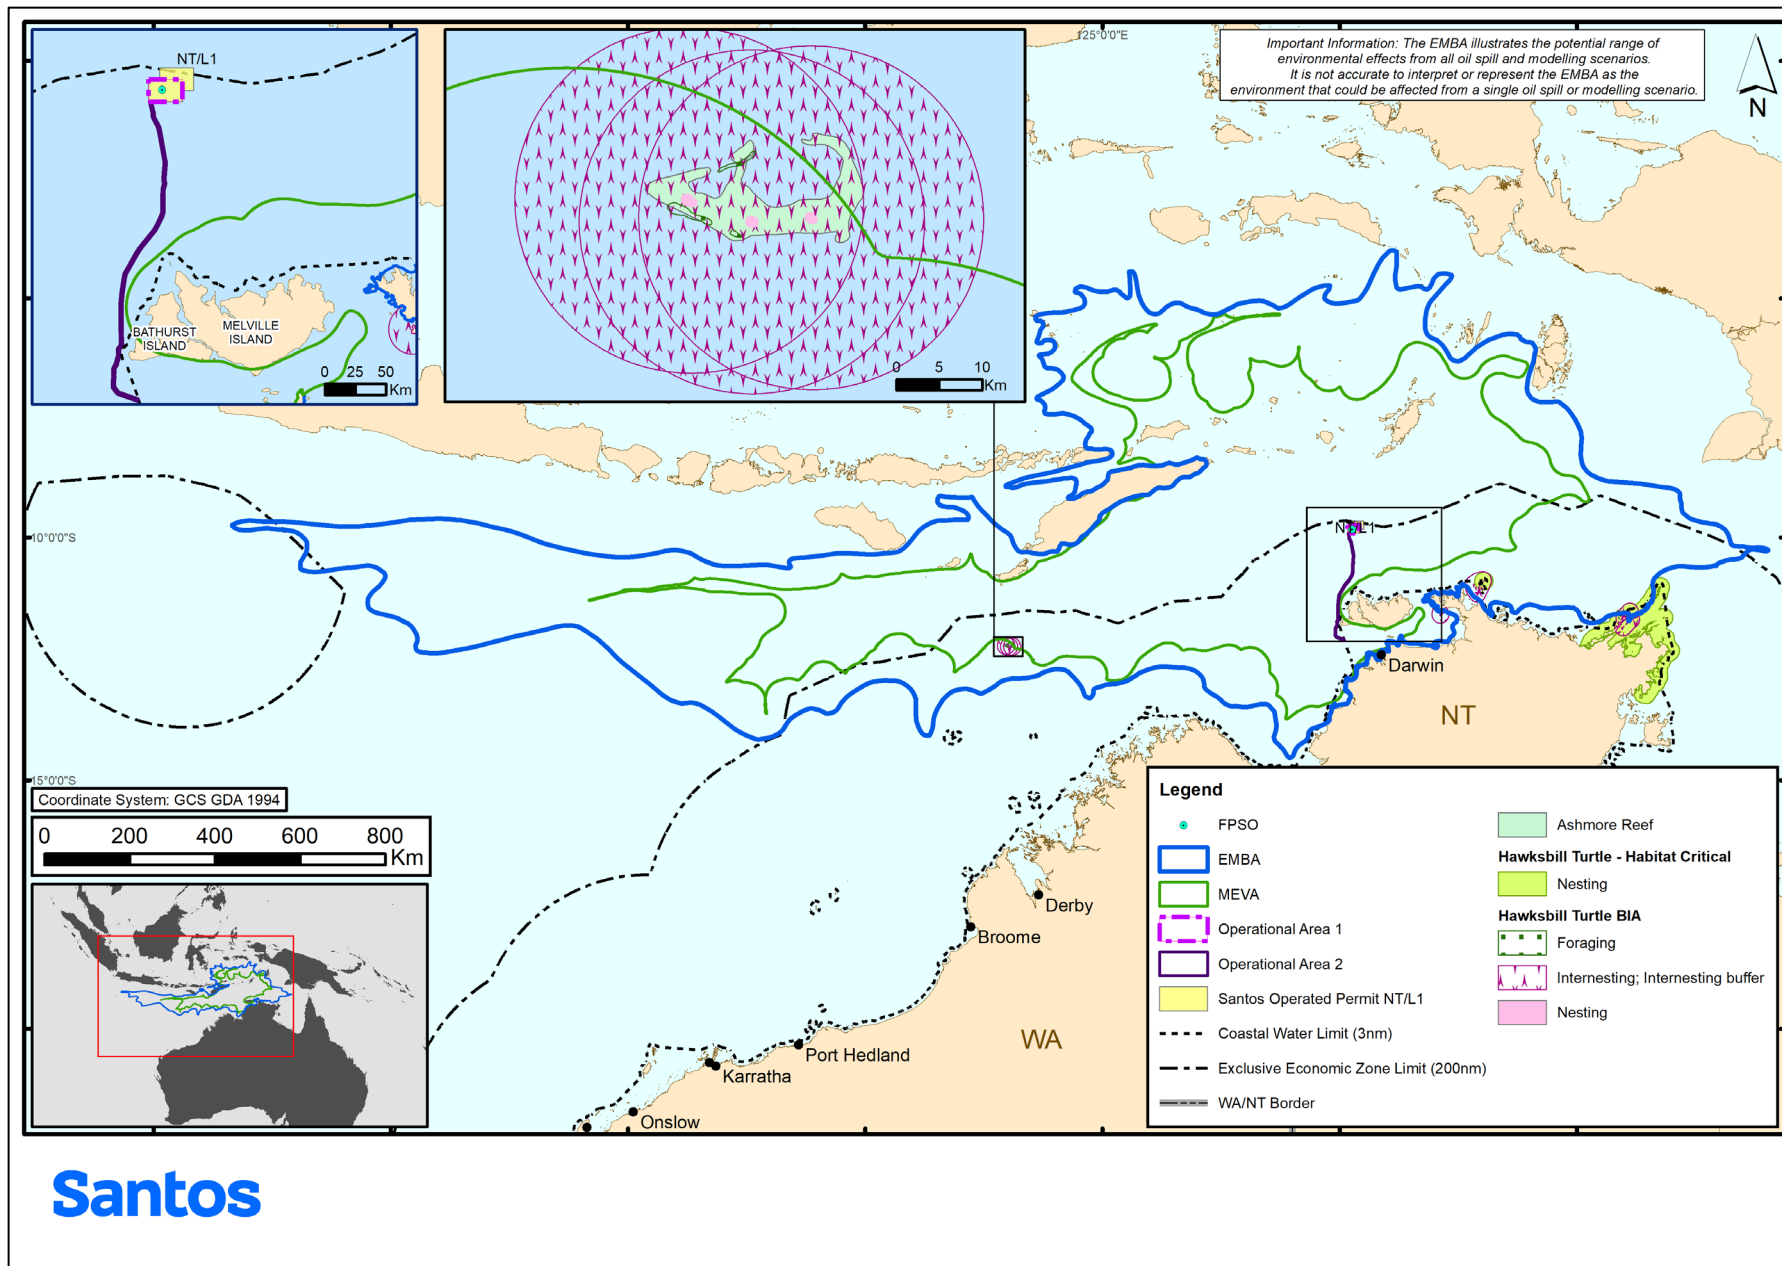 NT/L1
BATHURST
ISLAND
MELVILLE
ISLAND
0 25 50
Km
0 5 10
Km
125°0'0"E
Important Information: The EMBA illustrates the potential range of
environmental effects from all oil spill and modelling scenarios.
It is not accurate to interpret or represent the EMBA as the
environment that could be affected from a single oil spill or modelling scenario.
N
10°0'0"S
NT/L1
Darwin
NT
15°0'0"S
Coordinate System: GCS GDA 1994
0 200 400 600 800
Km
Derby
Broome
Port Hedland
Karratha
Onslow
WA
Legend
FPSO
EMBA
MEVA
Operational Area 1
Operational Area 2
Santos Operated Permit NT/L1
Coastal Water Limit (3nm)
Exclusive Economic Zone Limit (200nm)
WA/NT Border
Ashmore Reef
Hawksbill Turtle - Habitat Critical
Nesting
Hawksbill Turtle BIA
Foraging
Internesting; Internesting buffer
Nesting
Santos